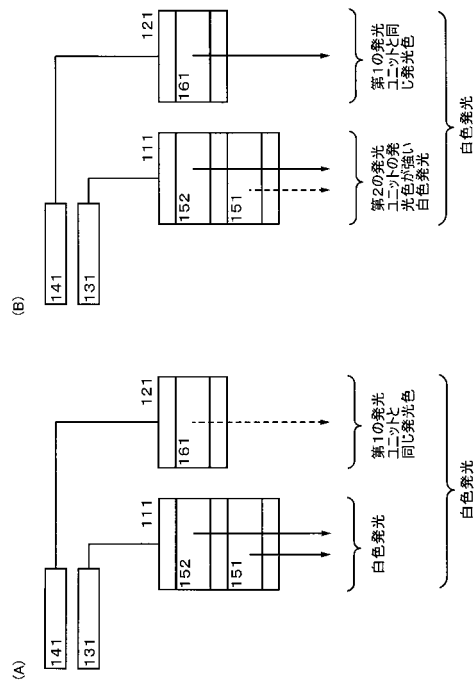 (A)
141
131
111
121
152
151
161
白色発光
第1の発光
ユニットと
同じ発光色
白色発光
(B)
141
131
111
121
152
151
161
第2の発光
ユニットの発
光色が強い
白色発光
第1の発光
ユニットと同
じ発光色
白色発光